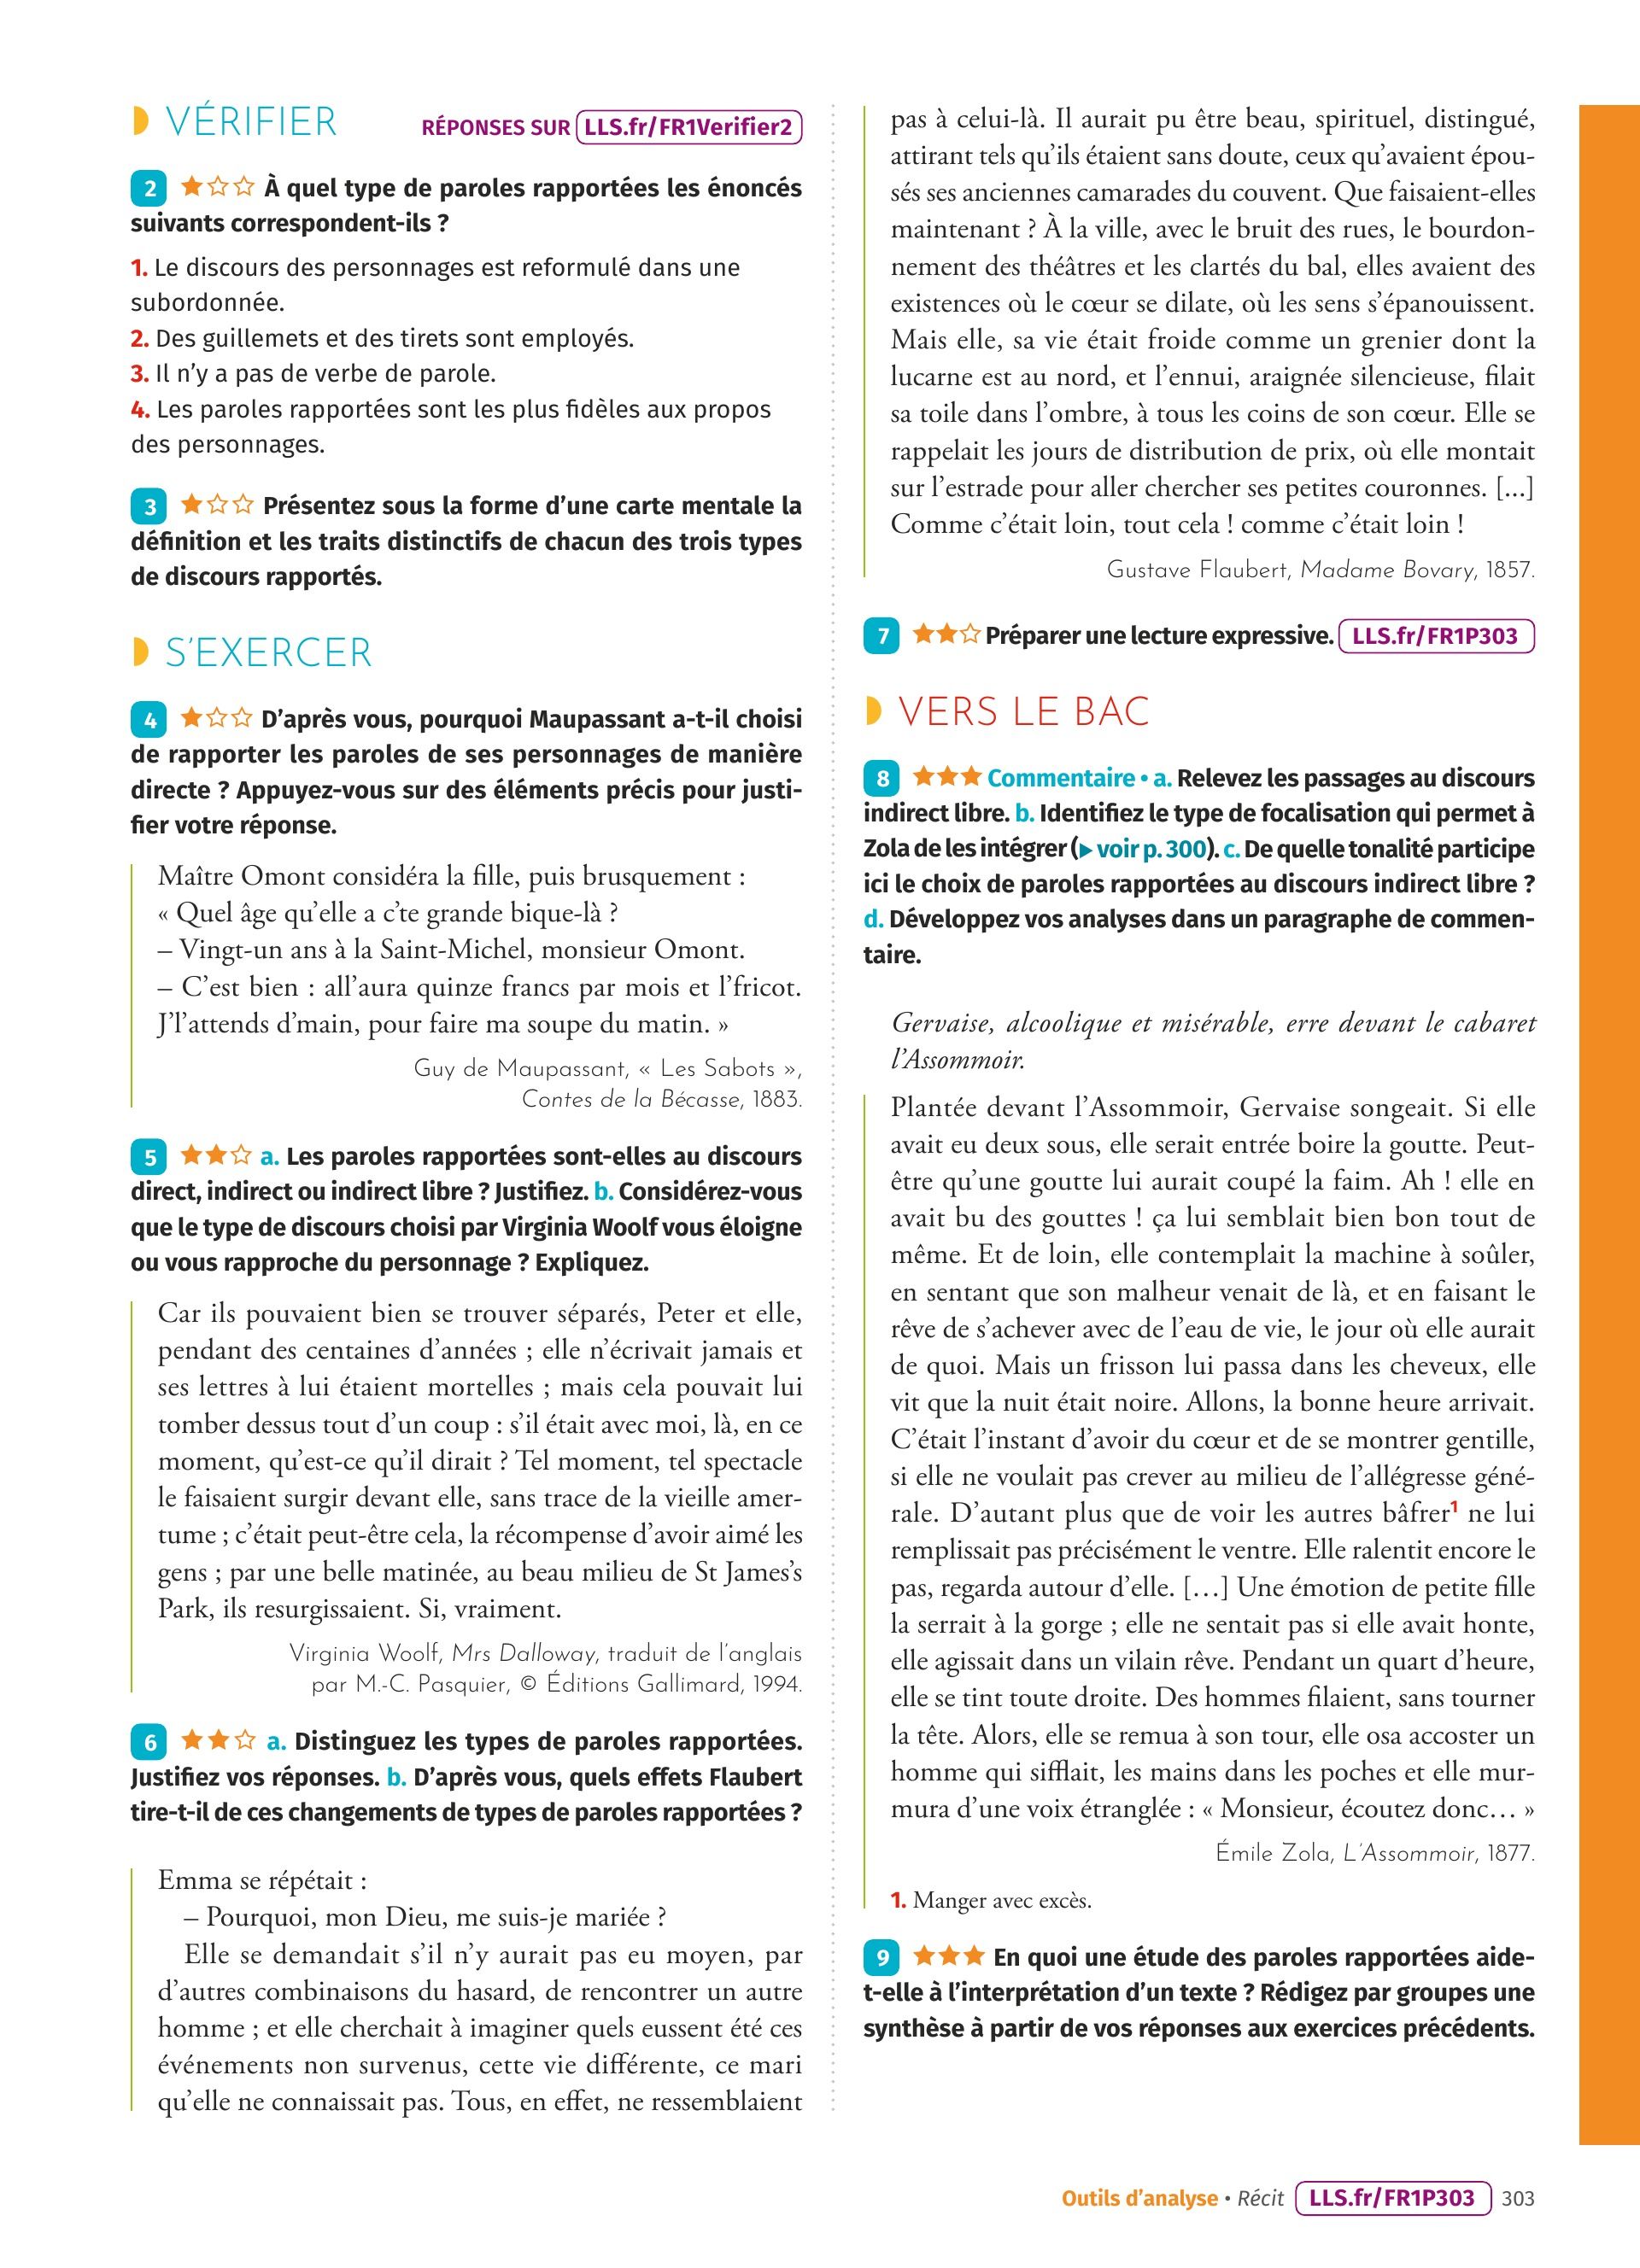 VÉRIFIER
RÉPONSES SUR LLS.fr/FR1Verifier2
2 ★☆☆ À quel type de paroles rapportées les énoncés
suivants correspondent-ils ?
1. Le discours des personnages est reformulé dans une
subordonnée.
2. Des guillemets et des tirets sont employés.
3. Il n’y a pas de verbe de parole.
4. Les paroles rapportées sont les plus fidèles aux propos
des personnages.
3 ★☆☆ Présentez sous la forme d’une carte mentale la
définition et les traits distinctifs de chacun des trois types
de discours rapportés.
S’EXERCER
4 ★☆☆ D’après vous, pourquoi Maupassant a-t-il choisi
de rapporter les paroles de ses personnages de manière
directe ? Appuyez-vous sur des éléments précis pour justi-
fier votre réponse.
Maître Omont considéra la fille, puis brusquement :
« Quel âge qu’elle a c’te grande bique-là ?
– Vingt-un ans à la Saint-Michel, monsieur Omont.
– C’est bien : all’aura quinze francs par mois et l’fricot.
J’l’attends d’main, pour faire ma soupe du matin. »
Guy de Maupassant, « Les Sabots »,
Contes de la Bécasse, 1883.
5 ★★☆ a. Les paroles rapportées sont-elles au discours
direct, indirect ou indirect libre ? Justifiez. b. Considérez-vous
que le type de discours choisi par Virginia Woolf vous éloigne
ou vous rapproche du personnage ? Expliquez.
Car ils pouvaient bien se trouver séparés, Peter et elle,
pendant des centaines d’années ; elle n’écrivait jamais et
ses lettres à lui étaient mortelles ; mais cela pouvait lui
tomber dessus tout d’un coup : s’il était avec moi, là, en ce
moment, qu’est-ce qu’il dirait ? Tel moment, tel spectacle
le faisaient surgir devant elle, sans trace de la vieille amer-
tume ; c’était peut-être cela, la récompense d’avoir aimé les
gens ; par une belle matinée, au beau milieu de St James’s
Park, ils resurgissaient. Si, vraiment.
Virginia Woolf, Mrs Dalloway, traduit de l’anglais
par M.-C. Pasquier, © Éditions Gallimard, 1994.
6 ★★☆ a. Distinguez les types de paroles rapportées.
Justifiez vos réponses. b. D’après vous, quels effets Flaubert
tire-t-il de ces changements de types de paroles rapportées ?
Emma se répétait :
– Pourquoi, mon Dieu, me suis-je mariée ?
Elle se demandait s’il n’y aurait pas eu moyen, par
d’autres combinaisons du hasard, de rencontrer un autre
homme ; et elle cherchait à imaginer quels eussent été ces
événements non survenus, cette vie différente, ce mari
qu’elle ne connaissait pas. Tous, en effet, ne ressemblaient
pas à celui-là. Il aurait pu être beau, spirituel, distingué,
attirant tels qu’ils étaient sans doute, ceux qu’avaient épou-
sés ses anciennes camarades du couvent. Que faisaient-elles
maintenant ? À la ville, avec le bruit des rues, le bourdon-
nement des théâtres et les clartés du bal, elles avaient des
existences où le cœur se dilate, où les sens s’épanouissent.
Mais elle, sa vie était froide comme un grenier dont la
lucarne est au nord, et l’ennui, araignée silencieuse, filait
sa toile dans l’ombre, à tous les coins de son cœur. Elle se
rappelait les jours de distribution de prix, où elle montait
sur l’estrade pour aller chercher ses petites couronnes. [...]
Comme c’était loin, tout cela ! comme c’était loin !
Gustave Flaubert, Madame Bovary, 1857.
7 ★★☆ Préparer une lecture expressive. LLS.fr/FR1P303
VERS LE BAC
8 ★★★ Commentaire • a. Relevez les passages au discours
indirect libre. b. Identifiez le type de focalisation qui permet à
Zola de les intégrer (▶ voir p. 300). c. De quelle tonalité participe
ici le choix de paroles rapportées au discours indirect libre ?
d. Développez vos analyses dans un paragraphe de commen-
taire.
Gervaise, alcoolique et misérable, erre devant le cabaret
l’Assommoir.
Plantée devant l’Assommoir, Gervaise songeait. Si elle
avait eu deux sous, elle serait entrée boire la goutte. Peut-
être qu’une goutte lui aurait coupé la faim. Ah ! elle en
avait bu des gouttes ! ça lui semblait bien bon tout de
même. Et de loin, elle contemplait la machine à soûler,
en sentant que son malheur venait de là, et en faisant le
rêve de s’achever avec de l’eau de vie, le jour où elle aurait
de quoi. Mais un frisson lui passa dans les cheveux, elle
vit que la nuit était noire. Allons, la bonne heure arrivait.
C’était l’instant d’avoir du cœur et de se montrer gentille,
si elle ne voulait pas crever au milieu de l’allégresse géné-
rale. D’autant plus que de voir les autres bâfrer¹ ne lui
remplissait pas précisément le ventre. Elle ralentit encore le
pas, regarda autour d’elle. […] Une émotion de petite fille
la serrait à la gorge ; elle ne sentait pas si elle avait honte,
elle agissait dans un vilain rêve. Pendant un quart d’heure,
elle se tint toute droite. Des hommes filaient, sans tourner
la tête. Alors, elle se remua à son tour, elle osa accoster un
homme qui sifflait, les mains dans les poches et elle mur-
mura d’une voix étranglée : « Monsieur, écoutez donc… »
Émile Zola, L’Assommoir, 1877.
1. Manger avec excès.
9 ★★★ En quoi une étude des paroles rapportées aide-
t-elle à l’interprétation d’un texte ? Rédigez par groupes une
synthèse à partir de vos réponses aux exercices précédents.
Outils d’analyse • Récit LLS.fr/FR1P303 303